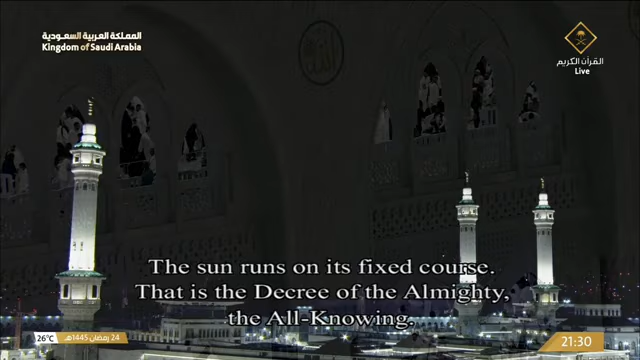 المملكة العربية السعودية
Kingdom of Saudi Arabia
القرآن الكريم
Live
The sun runs on its fixed course.
That is the Decree of the Almighty,
the All-Knowing.
26°C
24 رمضان 1445هـ
21:30